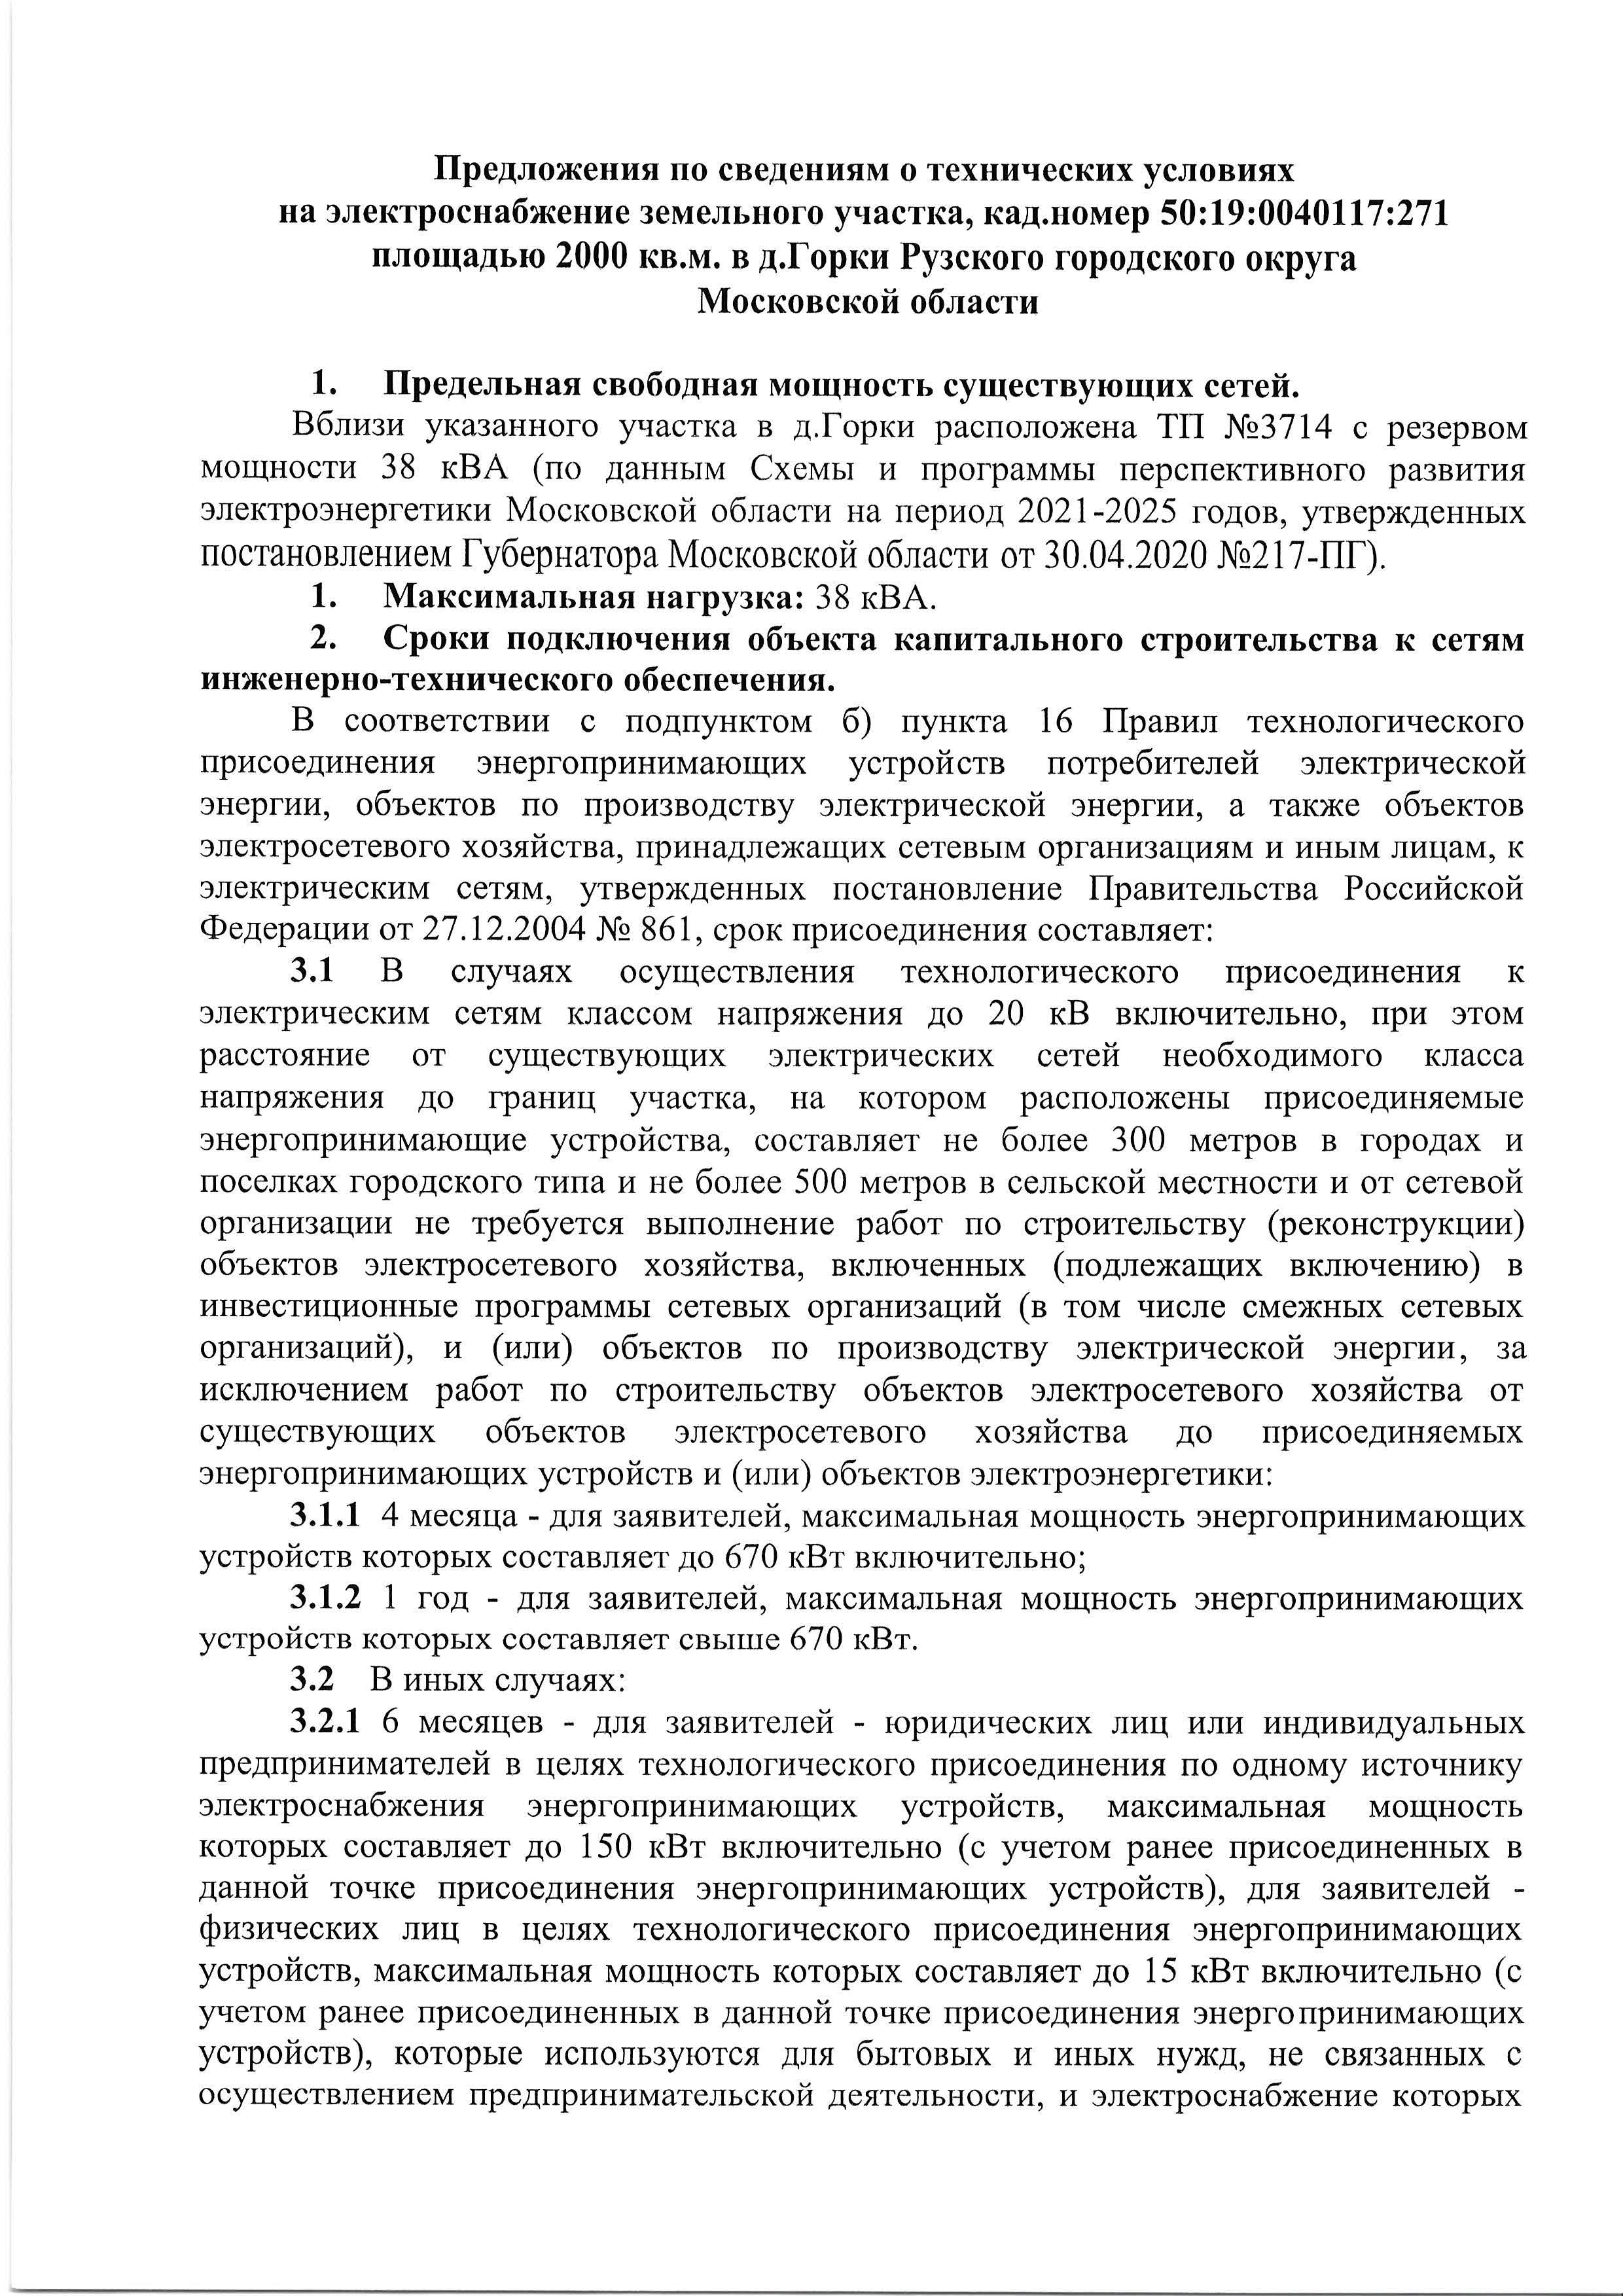 Предложения по сведениям о технических условиях
на электроснабжение земельного участка, кад.номер 50:19:0040117:271
площадью 2000 кв.м. в д.Горки Рузского городского округа
Московской области
1. Предельная свободная мощность существующих сетей.
Вблизи указанного участка в д.Горки расположена ТП №3714 с резервом
мощности 38 кВА (по данным Схемы и программы перспективного развития
электроэнергетики Московской области на период 2021-2025 годов, утвержденных
постановлением Губернатора Московской области от 30.04.2020 №217-ПГ).
1. Максимальная нагрузка: 38 кВА.
2. Сроки подключения объекта капитального строительства к сетям
инженерно-технического обеспечения.
В соответствии с подпунктом б) пункта 16 Правил технологического
присоединения энергопринимающих устройств потребителей электрической
энергии, объектов по производству электрической энергии, а также объектов
электросетевого хозяйства, принадлежащих сетевым организациям и иным лицам, к
электрическим сетям, утвержденных постановление Правительства Российской
Федерации от 27.12.2004 № 861, срок присоединения составляет:
3.1 В случаях осуществления технологического присоединения к
электрическим сетям классом напряжения до 20 кВ включительно, при этом
расстояние от существующих электрических сетей необходимого класса
напряжения до границ участка, на котором расположены присоединяемые
энергопринимающие устройства, составляет не более 300 метров в городах и
поселках городского типа и не более 500 метров в сельской местности и от сетевой
организации не требуется выполнение работ по строительству (реконструкции)
объектов электросетевого хозяйства, включенных (подлежащих включению) в
инвестиционные программы сетевых организаций (в том числе смежных сетевых
организаций), и (или) объектов по производству электрической энергии, за
исключением работ по строительству объектов электросетевого хозяйства от
существующих объектов электросетевого хозяйства до присоединяемых
энергопринимающих устройств и (или) объектов электроэнергетики:
3.1.1 4 месяца - для заявителей, максимальная мощность энергопринимающих
устройств которых составляет до 670 кВт включительно;
3.1.2 1 год - для заявителей, максимальная мощность энергопринимающих
устройств которых составляет свыше 670 кВт.
3.2 В иных случаях:
3.2.1 6 месяцев - для заявителей - юридических лиц или индивидуальных
предпринимателей в целях технологического присоединения по одному источнику
электроснабжения энергопринимающих устройств, максимальная мощность
которых составляет до 150 кВт включительно (с учетом ранее присоединенных в
данной точке присоединения энергопринимающих устройств), для заявителей -
физических лиц в целях технологического присоединения энергопринимающих
устройств, максимальная мощность которых составляет до 15 кВт включительно (с
учетом ранее присоединенных в данной точке присоединения энергопринимающих
устройств), которые используются для бытовых и иных нужд, не связанных с
осуществлением предпринимательской деятельности, и электроснабжение которых